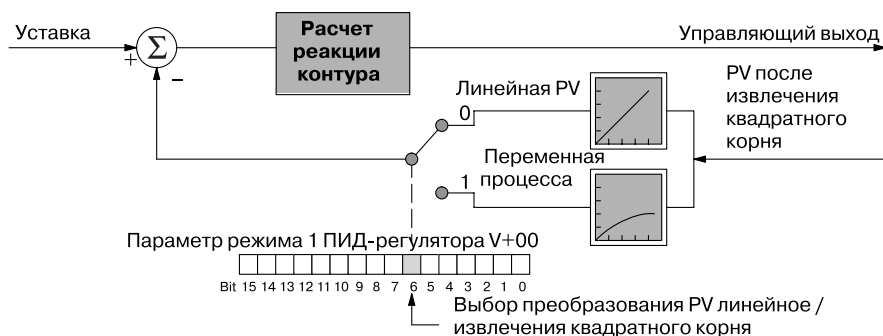 Уставка
+
Σ
−
Расчет
реакции
контура
Управляющий выход
Линейная PV
0
PV после
извлечения
квадратного
корня
Переменная
процесса
1
Параметр режима 1 ПИД-регулятора V+00
Bit 15 14 13 12 11 10 9 8 7 6 5 4 3 2 1 0
Выбор преобразования PV линейное /
извлечения квадратного корня